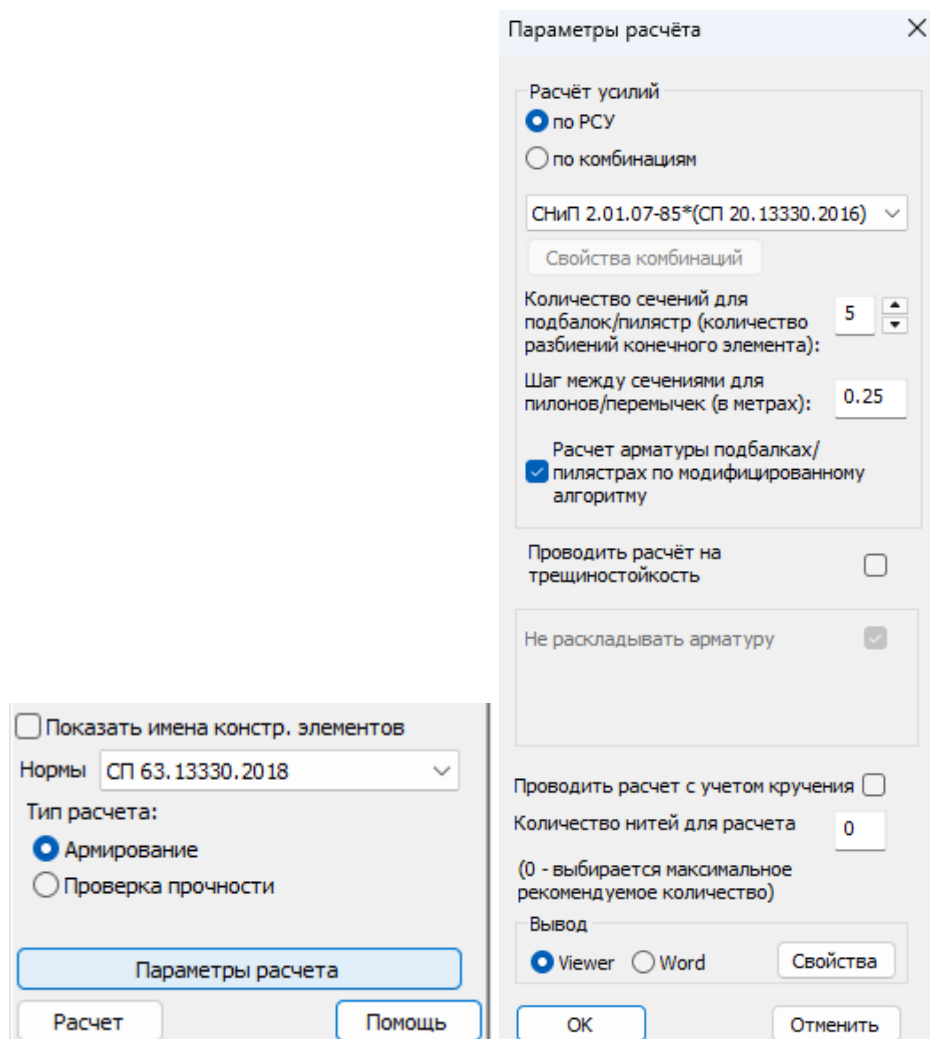 Параметры расчёта
Расчёт усилий
по РСУ
по комбинациям
СНиП 2.01.07-85*(СП 20.13330.2016)
Свойства комбинаций
Количество сечений для
подбалок/пилястр (количество
разбиений конечного элемента):
5
Шаг между сечениями для
пилонов/перемычек (в метрах):
0.25
Расчет арматуры подбалках/
пилястрах по модифицированному
алгоритму
Проводить расчёт на
трещиностойкость
Не раскладывать арматуру
Проводить расчет с учетом кручения
Количество нитей для расчета
0
(0 - выбирается максимальное
рекомендуемое количество)
Вывод
Viewer
Word
Свойства
ОК
Отменить
Показать имена констр. элементов
Нормы
СП 63.13330.2018
Тип расчета:
Армирование
Проверка прочности
Параметры расчета
Расчет
Помощь